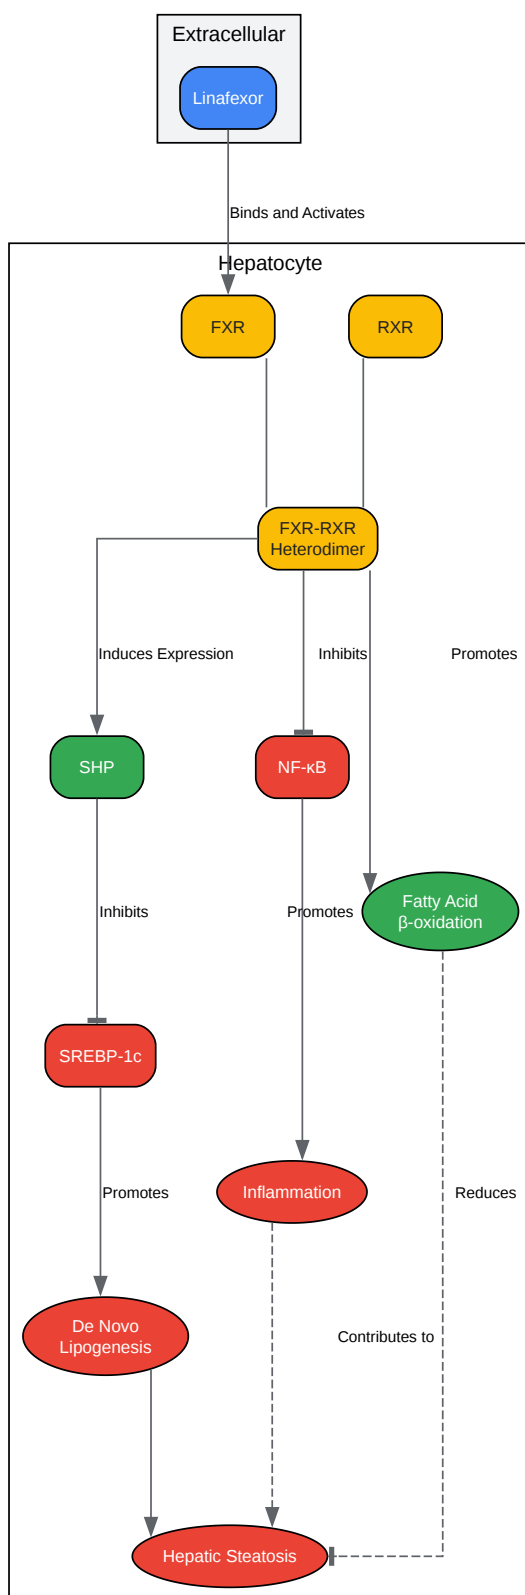 Extracellular
Linafexor
Binds and Activates
Hepatocyte
FXR
RXR
FXR-RXR
Heterodimer
Induces Expression
Inhibits
Promotes
SHP
NF-κB
Fatty Acid
β-oxidation
Inhibits
Promotes
SREBP-1c
Promotes
Inflammation
Reduces
De Novo
Lipogenesis
Contributes to
Hepatic Steatosis